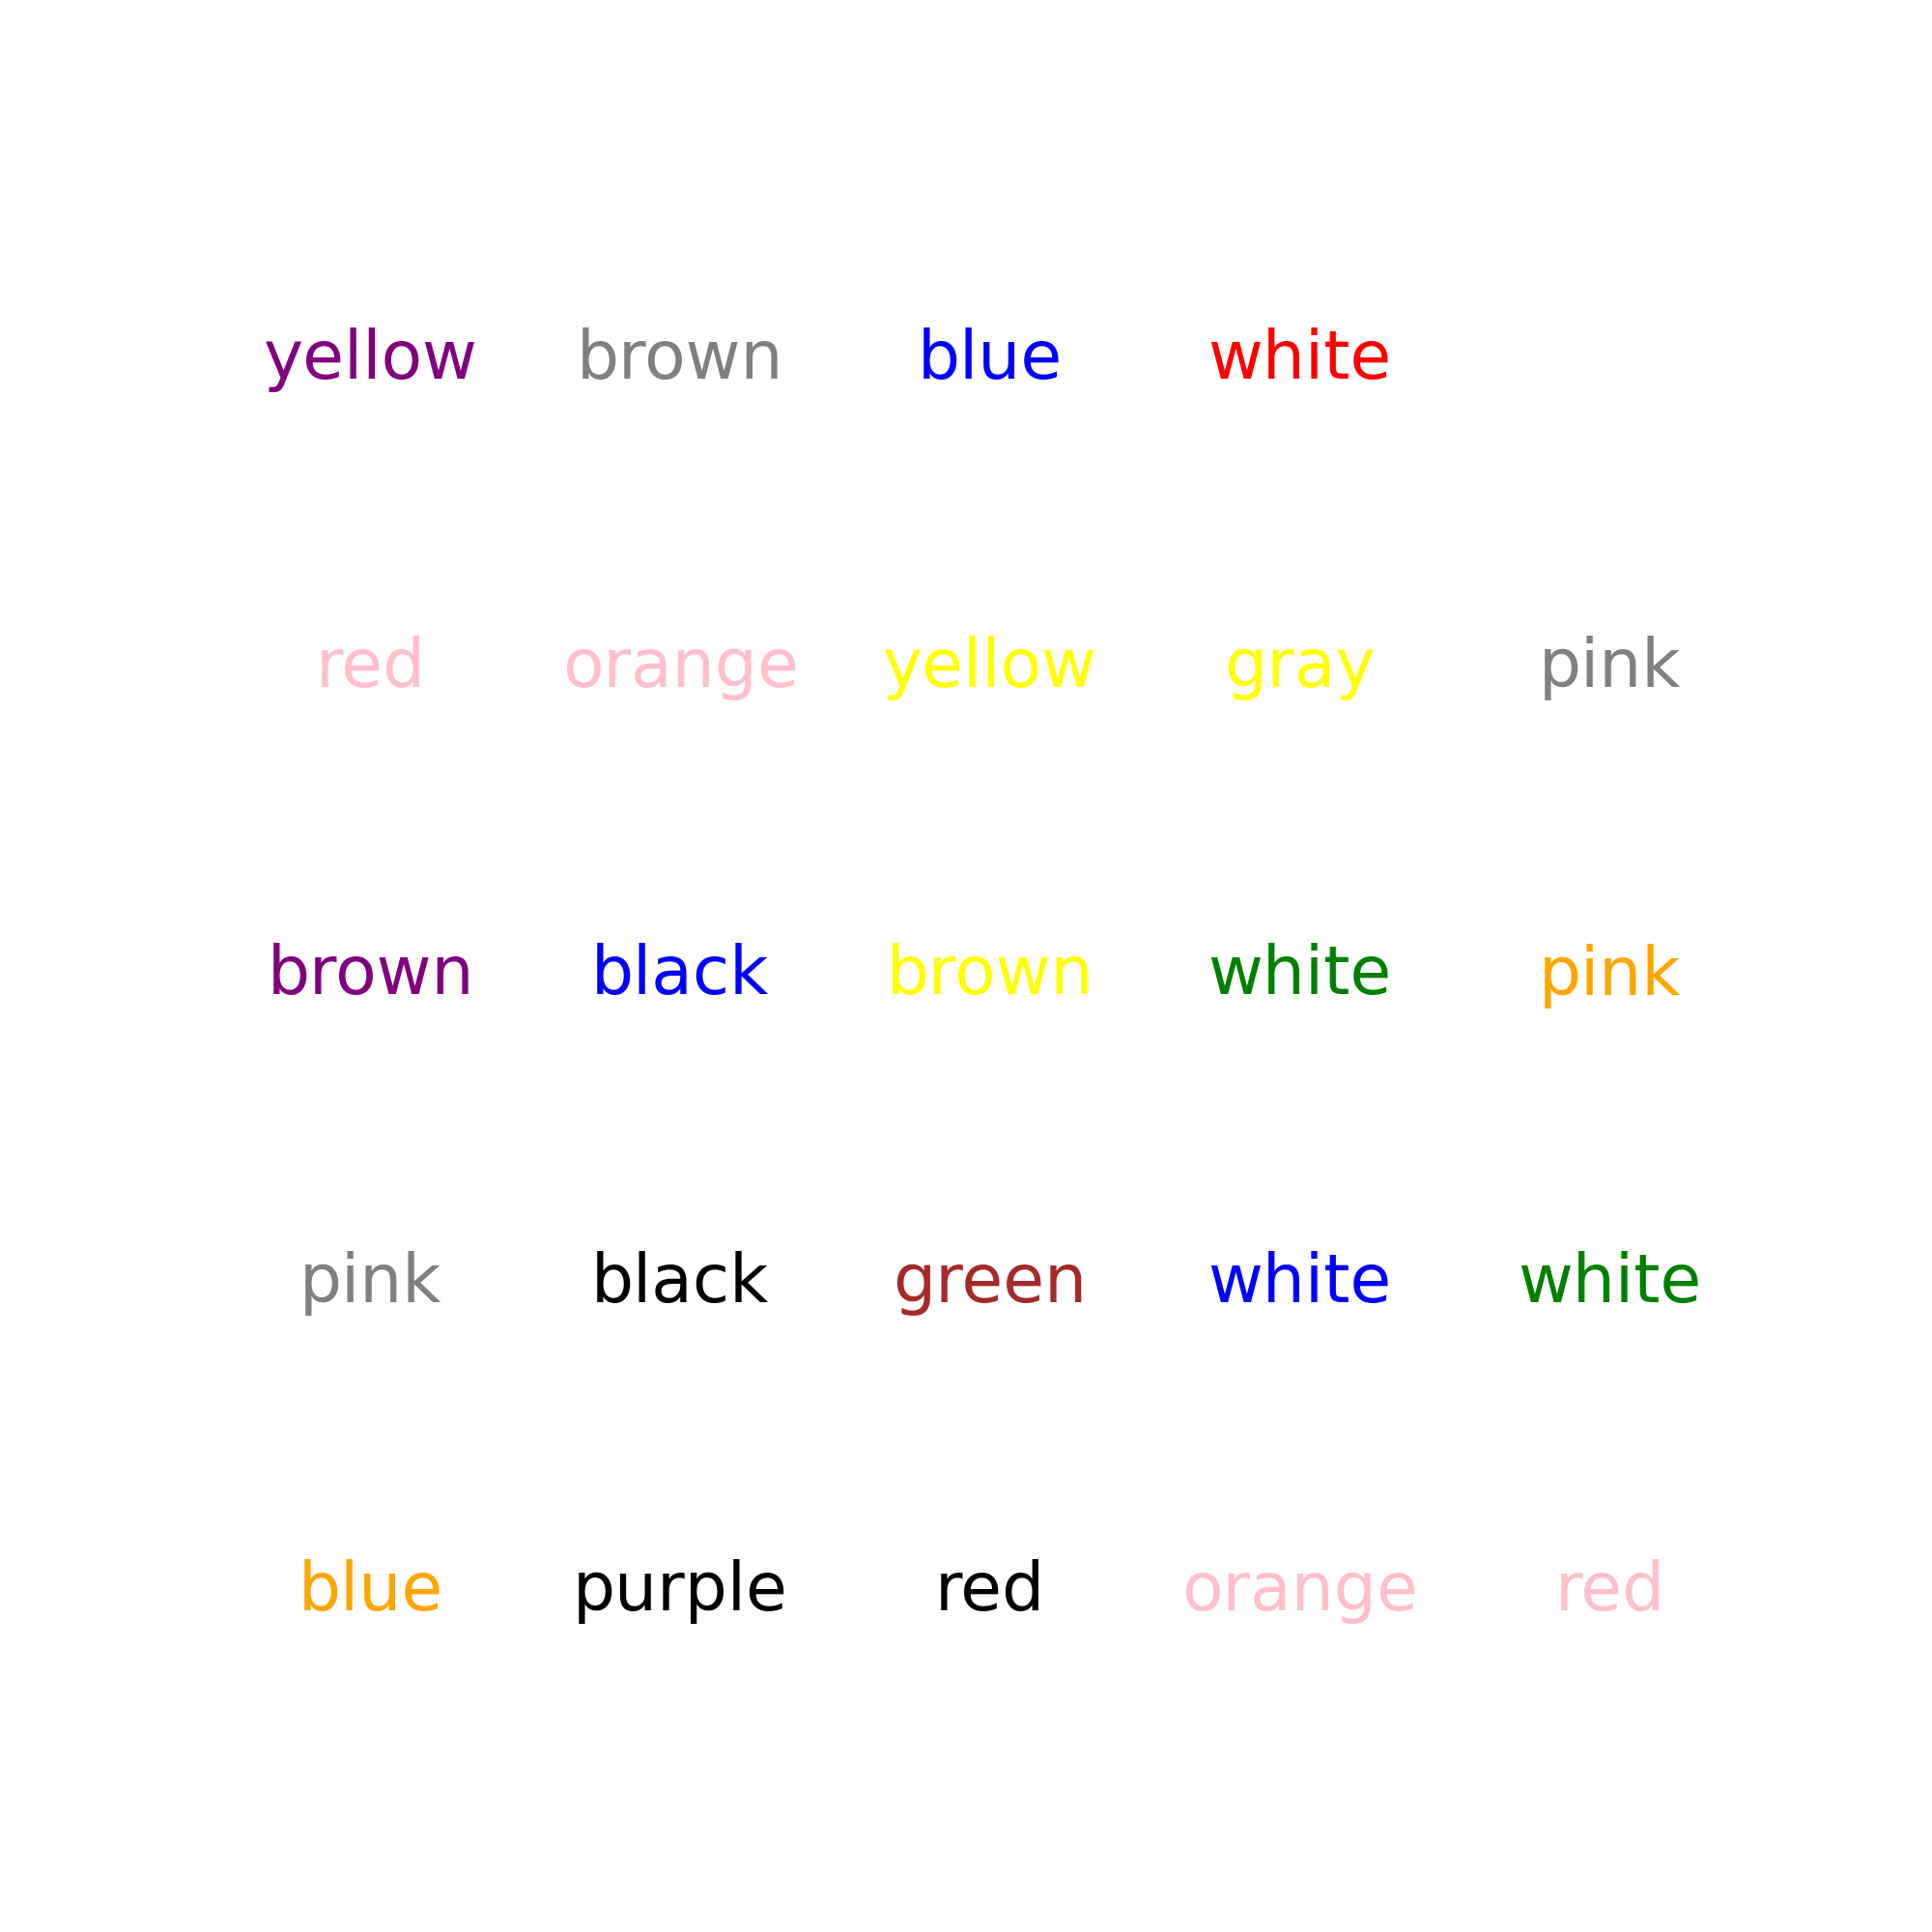 yellow brown blue white
red orange yellow gray pink
brown black brown white pink
pink black green white white
blue purple red orange red